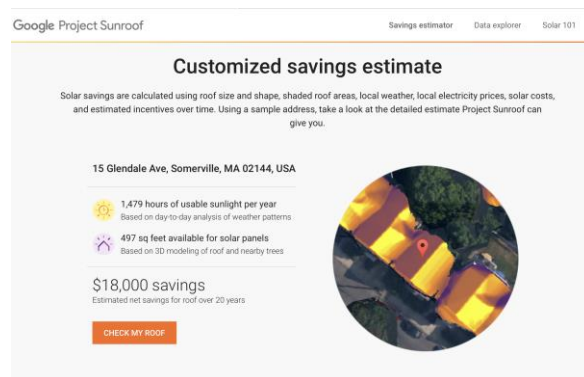 Google Project Sunroof
Savings estimator Data explorer Solar 101
Customized savings estimate
Solar savings are calculated using roof size and shape, shaded roof areas, local weather, local electricity prices, solar costs,
and estimated incentives over time. Using a sample address, take a look at the detailed estimate Project Sunroof can
give you.
15 Glendale Ave, Somerville, MA 02144, USA
1,479 hours of usable sunlight per year
Based on day-to-day analysis of weather patterns
497 sq feet available for solar panels
Based on 3D modeling of roof and nearby trees
$18,000 savings
Estimated net savings for roof over 20 years
CHECK MY ROOF